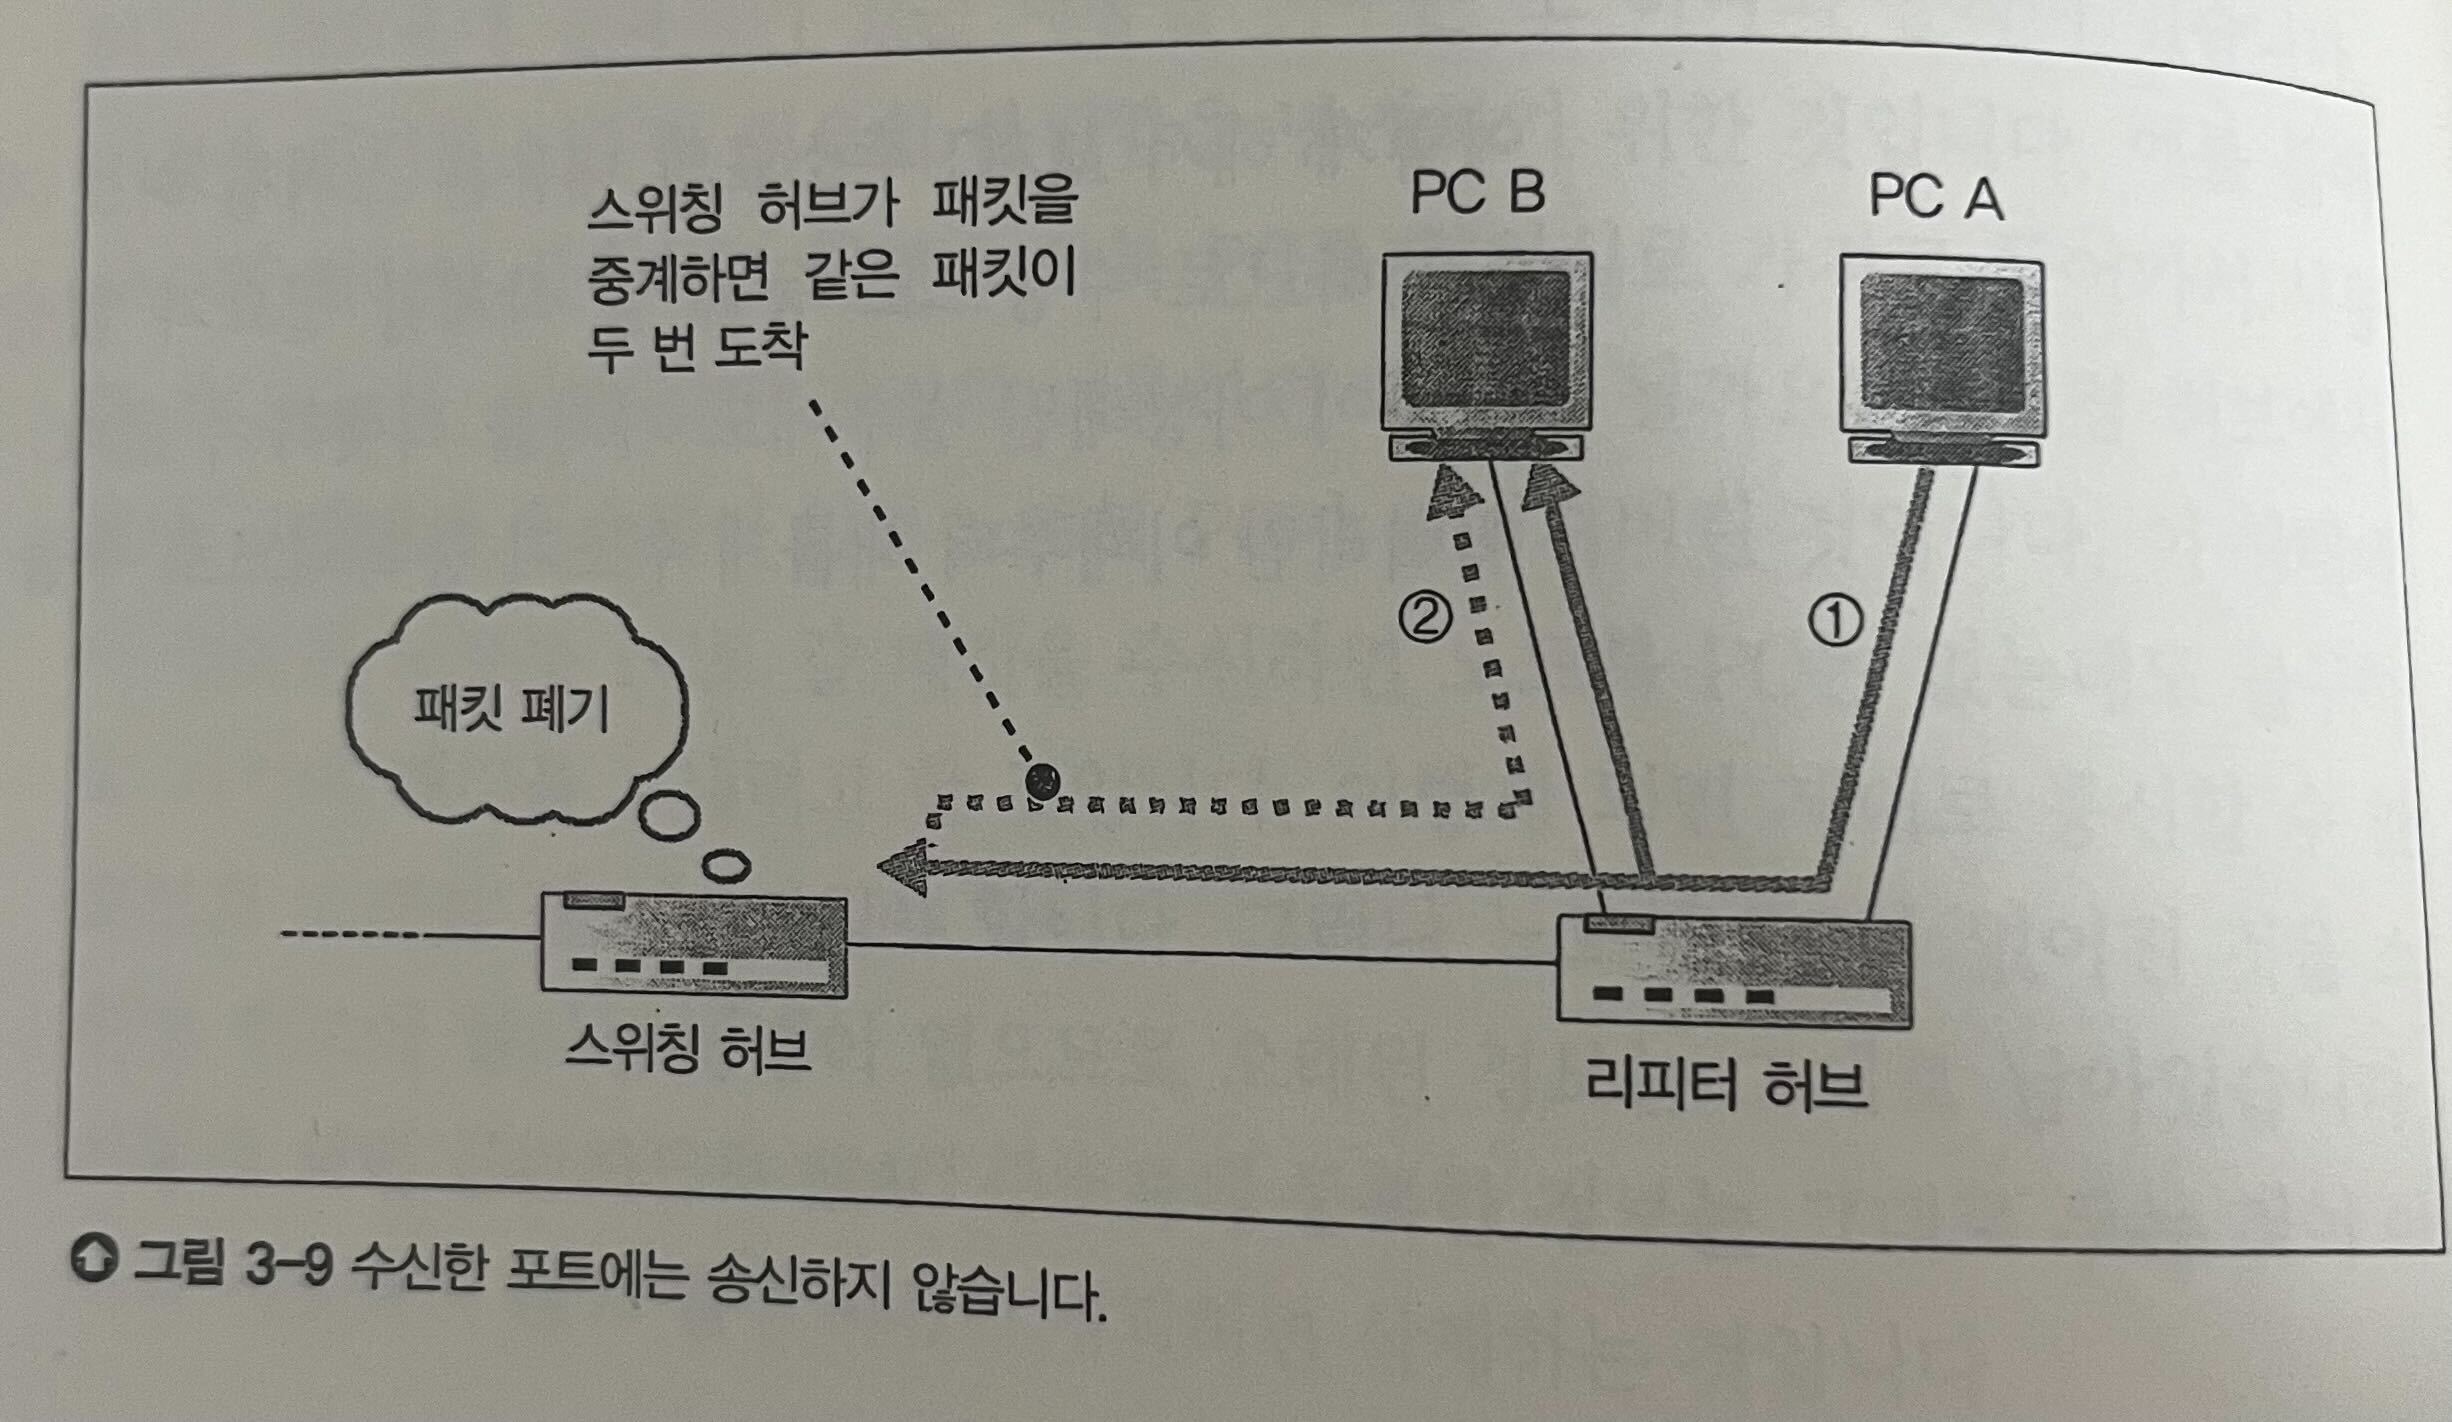 스위칭 허브가 패킷을
중계하면 같은 패킷이
두 번 도착
PC B
PC A
②
①
패킷 폐기
스위칭 허브
리피터 허브
그림 3-9 수신한 포트에는 송신하지 않습니다.